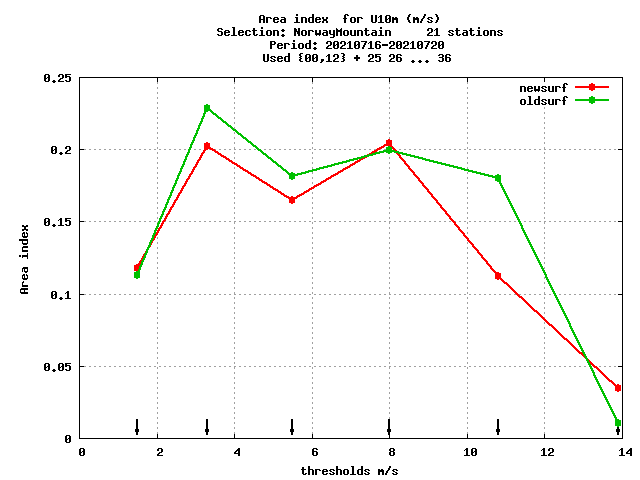 Area index  for U10m (m/s)
Selection: NorwayMountain     21 stations
Period: 20210716-20210720
Used {00,12} + 25 26 ... 36
newsurf
oldsurf
0.25
0.2
0.15
0.1
0.05
0
Area index
0 2 4 6 8 10 12 14
thresholds m/s